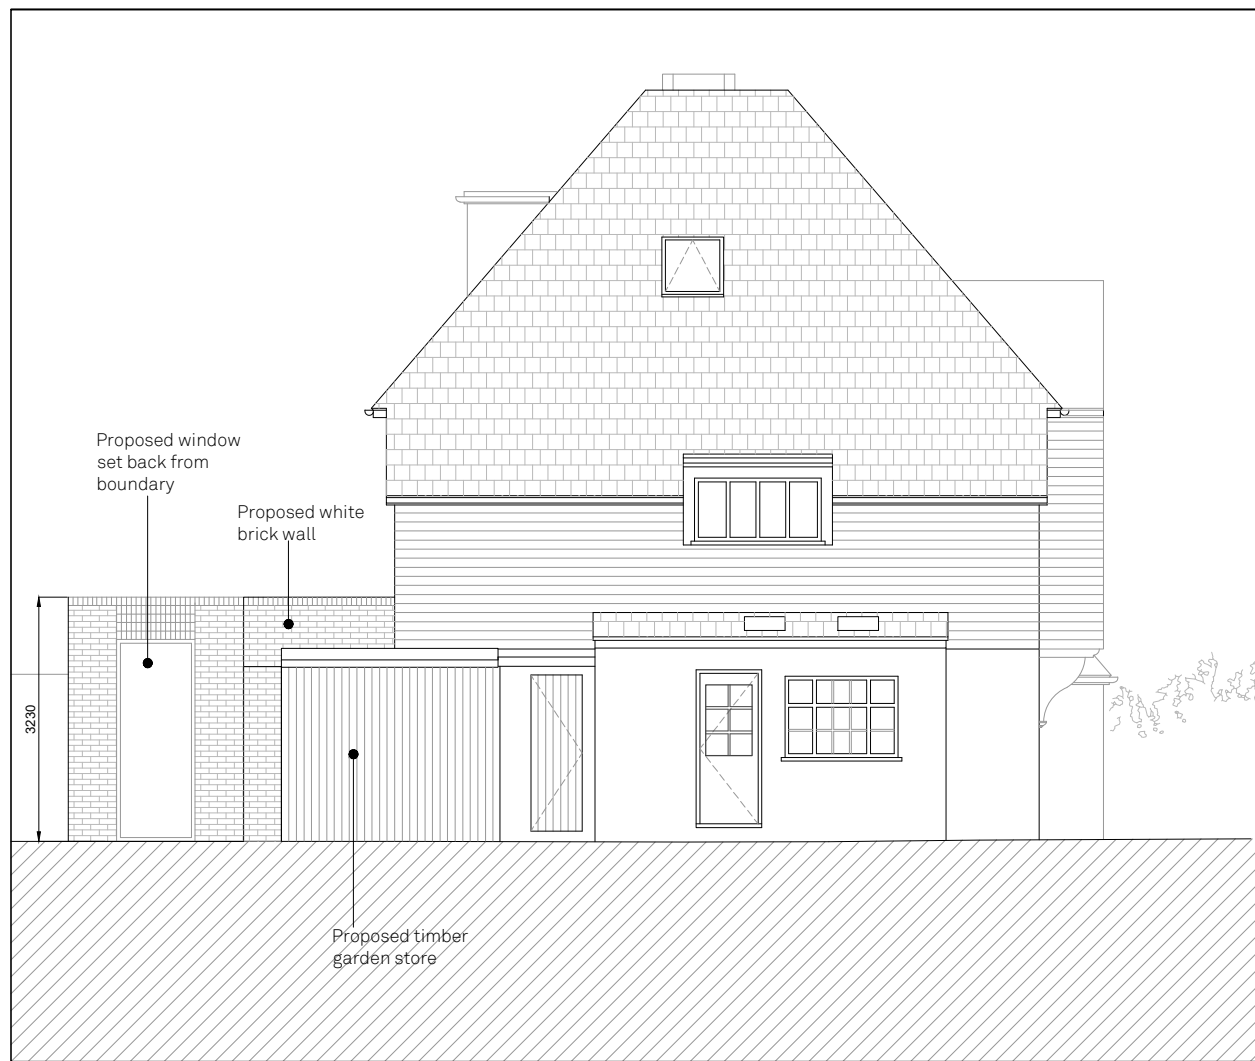 Proposed window
set back from
boundary
Proposed white
brick wall
3230
Proposed timber
garden store